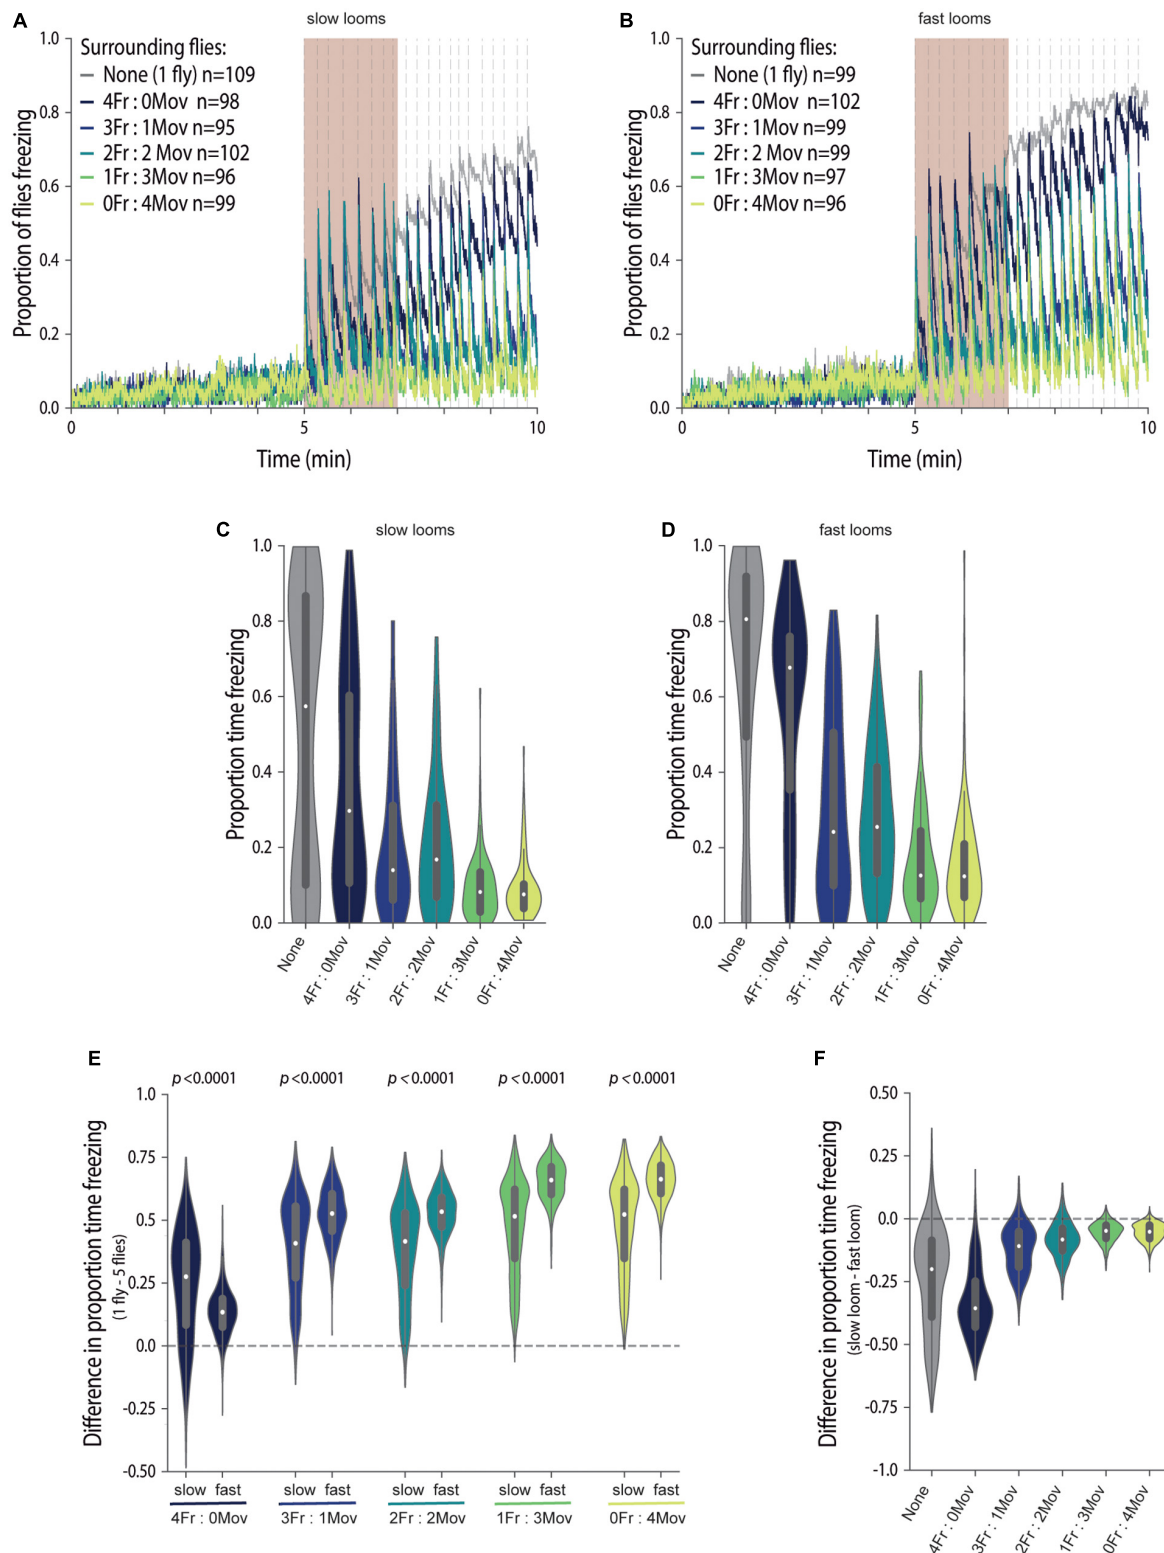 A
slow looms
Proportion of flies freezing
1.0
0.8
0.6
0.4
0.2
0.0
Surrounding flies:
None (1 fly) n=109
4Fr : 0Mov n=98
3Fr : 1Mov n=95
2Fr : 2 Mov n=102
1Fr : 3Mov n=96
0Fr : 4Mov n=99
0
5
10
Time (min)
B
fast looms
Proportion of flies freezing
1.0
0.8
0.6
0.4
0.2
0.0
Surrounding flies:
None (1 fly) n=99
4Fr : 0Mov n=102
3Fr : 1Mov n=99
2Fr : 2 Mov n=99
1Fr : 3Mov n=97
0Fr : 4Mov n=96
0
5
10
Time (min)
C
slow looms
Proportion time freezing
1.0
0.8
0.6
0.4
0.2
0.0
None
4Fr : 0Mov
3Fr : 1Mov
2Fr : 2Mov
1Fr : 3Mov
0Fr : 4Mov
D
fast looms
Proportion time freezing
1.0
0.8
0.6
0.4
0.2
0.0
None
4Fr : 0Mov
3Fr : 1Mov
2Fr : 2Mov
1Fr : 3Mov
0Fr : 4Mov
E
p <0.0001
p <0.0001
p <0.0001
p <0.0001
p <0.0001
Difference in proportion time freezing
(1 fly - 5 flies)
1.0
0.75
0.5
0.25
0.0
-0.25
-0.50
slow fast
slow fast
slow fast
slow fast
slow fast
4Fr : 0Mov
3Fr : 1Mov
2Fr : 2Mov
1Fr : 3Mov
0Fr : 4Mov
F
Difference in proportion time freezing
(slow loom - fast loom)
0.50
0.25
0.0
-0.25
-0.50
-0.75
-1.0
None
4Fr : 0Mov
3Fr : 1Mov
2Fr : 2Mov
1Fr : 3Mov
0Fr : 4Mov